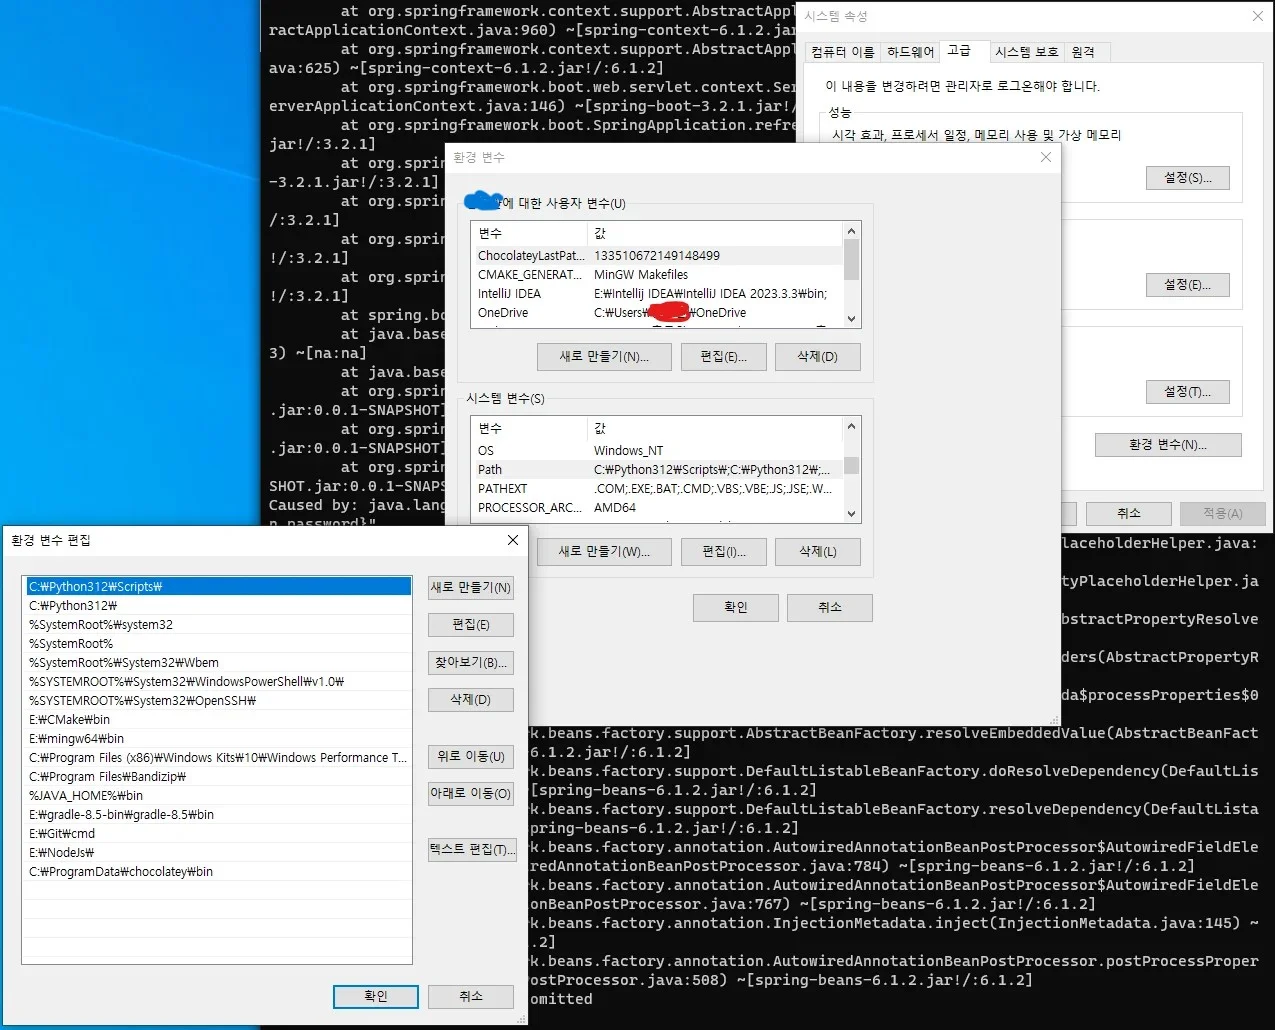 at org.springframework.context.support.AbstractAppl
ractApplicationContext.java:960) ~[spring-context-6.1.2.jar
at org.springframework.context.support.AbstractAppl
ava:625) ~[spring-context-6.1.2.jar!/:6.1.2]
at org.springframework.boot.web.servlet.context.Ser
erverApplicationContext.java:146) ~[spring-boot-3.2.1.jar!/
at org.springframework.boot.SpringApplication.refre
jar!/:3.2.1]
at org.sprin
-3.2.1.jar!/:3.2.1]
at org.sprin
/:3.2.1]
at org.sprin
!/:3.2.1]
at org.sprin
!/:3.2.1]
at spring.bo
at java.base
3) ~[na:na]
at java.base
at org.sprin
.jar:0.0.1-SNAPSHOT]
at org.sprin
.jar:0.0.1-SNAPSHOT]
at org.sprin
SHOT.jar:0.0.1-SNAPS
Caused by: java.lang
n.password}"
시스템 속성
컴퓨터 이름 하드웨어 고급 시스템 보호 원격
이 내용을 변경하려면 관리자로 로그온해야 합니다.
성능
시각 효과, 프로세서 일정, 메모리 사용 및 가상 메모리
설정(S)...
설정(E)...
설정(T)...
환경 변수(N)...
취소 적용(A)
환경 변수
에 대한 사용자 변수(U)
변수 값
ChocolateyLastPat... 133510672149148499
CMAKE_GENERAT... MinGW Makefiles
IntelliJ IDEA E:₩Intellij IDEA₩IntelliJ IDEA 2023.3.3₩bin;
OneDrive C:₩Users₩ ₩OneDrive
새로 만들기(N)... 편집(E)... 삭제(D)
시스템 변수(S)
변수 값
OS Windows_NT
Path C:₩Python312₩Scripts₩;C:₩Python312₩;...
PATHEXT .COM;.EXE;.BAT;.CMD;.VBS;.VBE;.JS;.JSE;.W...
PROCESSOR_ARC... AMD64
새로 만들기(W)... 편집(I)... 삭제(L)
확인 취소
환경 변수 편집
C:₩Python312₩Scripts₩
C:₩Python312₩
%SystemRoot%₩system32
%SystemRoot%
%SystemRoot%₩System32₩Wbem
%SYSTEMROOT%₩System32₩WindowsPowerShell₩v1.0₩
%SYSTEMROOT%₩System32₩OpenSSH₩
E:₩CMake₩bin
E:₩mingw64₩bin
C:₩Program Files (x86)₩Windows Kits₩10₩Windows Performance T...
C:₩Program Files₩Bandizip₩
%JAVA_HOME%₩bin
E:₩gradle-8.5-bin₩gradle-8.5₩bin
E:₩Git₩cmd
E:₩NodeJs₩
C:₩ProgramData₩chocolatey₩bin
새로 만들기(N)
편집(E)
찾아보기(B)...
삭제(D)
위로 이동(U)
아래로 이동(O)
텍스트 편집(T)...
확인 취소
laceholderHelper.java:
tyPlaceholderHelper.ja
bstractPropertyResolve
ders(AbstractPropertyR
da$processProperties$0
rk.beans.factory.support.AbstractBeanFactory.resolveEmbeddedValue(AbstractBeanFact
6.1.2.jar!/:6.1.2]
rk.beans.factory.support.DefaultListableBeanFactory.doResolveDependency(DefaultLis
[spring-beans-6.1.2.jar!/:6.1.2]
rk.beans.factory.support.DefaultListableBeanFactory.resolveDependency(DefaultLista
pring-beans-6.1.2.jar!/:6.1.2]
rk.beans.factory.annotation.AutowiredAnnotationBeanPostProcessor$AutowiredFieldEle
iredAnnotationBeanPostProcessor.java:784) ~[spring-beans-6.1.2.jar!/:6.1.2]
rk.beans.factory.annotation.AutowiredAnnotationBeanPostProcessor$AutowiredFieldEle
ionBeanPostProcessor.java:767) ~[spring-beans-6.1.2.jar!/:6.1.2]
rk.beans.factory.annotation.InjectionMetadata.inject(InjectionMetadata.java:145) ~
.2]
rk.beans.factory.annotation.AutowiredAnnotationBeanPostProcessor.postProcessProper
PostProcessor.java:508) ~[spring-beans-6.1.2.jar!/:6.1.2]
omitted